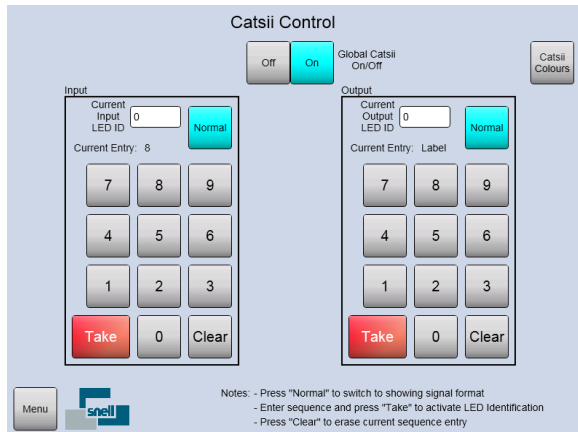 Catsii Control
Off
On
Global Catsii
On/Off
Catsii
Colours
Input
Current
Input
LED ID
0
Normal
Current Entry: 8
7 8 9
4 5 6
1 2 3
Take 0 Clear
Output
Current
Output
LED ID
0
Normal
Current Entry: Label
7 8 9
4 5 6
1 2 3
Take 0 Clear
Menu
snell
Notes: - Press "Normal" to switch to showing signal format
- Enter sequence and press "Take" to activate LED Identification
- Press "Clear" to erase current sequence entry